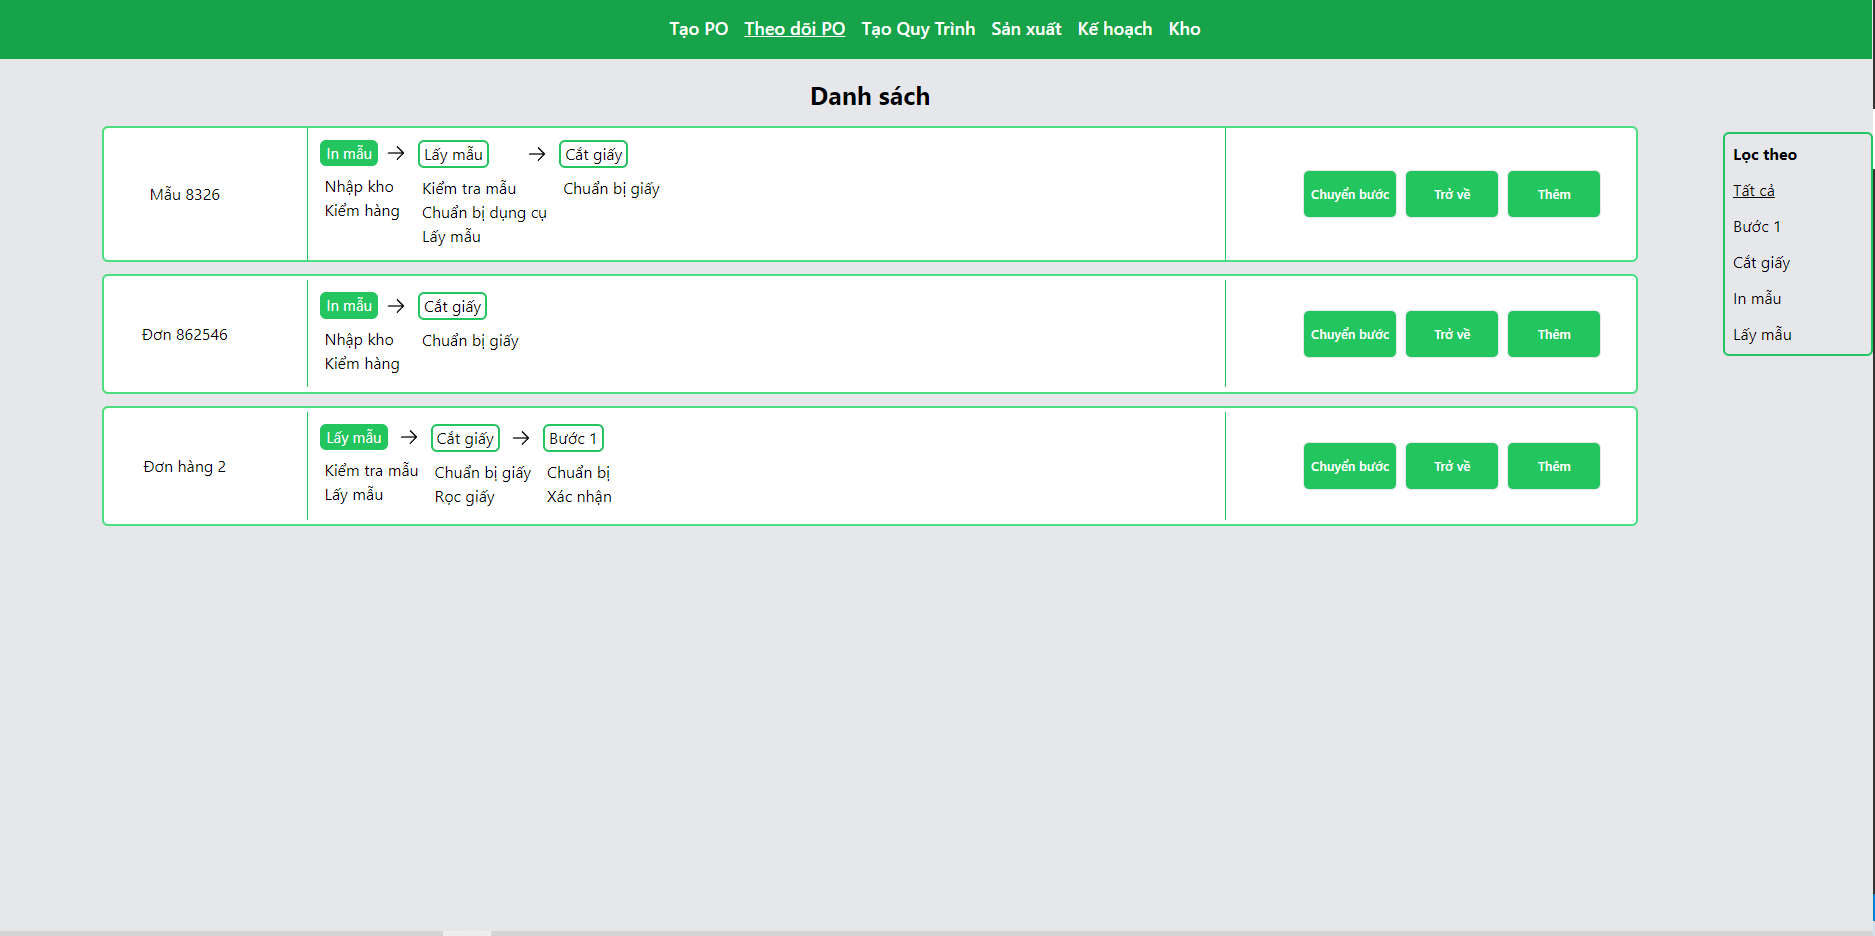 Tạo PO Theo dõi PO Tạo Quy Trình Sản xuất Kế hoạch Kho
Danh sách
Mẫu 8326
In mẫu
Nhập kho
Kiểm hàng
Lấy mẫu
Kiểm tra mẫu
Chuẩn bị dụng cụ
Lấy mẫu
Cắt giấy
Chuẩn bị giấy
Chuyển bước Trở về Thêm
Đơn 862546
In mẫu
Nhập kho
Kiểm hàng
Cắt giấy
Chuẩn bị giấy
Chuyển bước Trở về Thêm
Đơn hàng 2
Lấy mẫu
Kiểm tra mẫu
Lấy mẫu
Cắt giấy
Chuẩn bị giấy
Rọc giấy
Bước 1
Chuẩn bị
Xác nhận
Chuyển bước Trở về Thêm
Lọc theo
Tất cả
Bước 1
Cắt giấy
In mẫu
Lấy mẫu